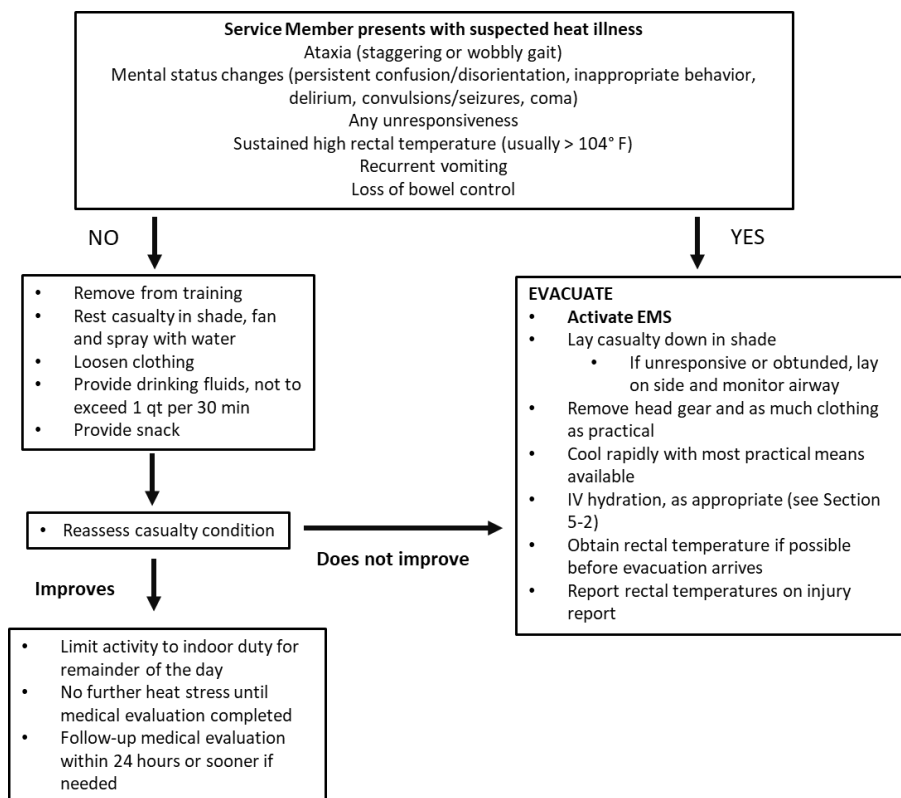 Service Member presents with suspected heat illness
Ataxia (staggering or wobbly gait)
Mental status changes (persistent confusion/disorientation, inappropriate behavior,
delirium, convulsions/seizures, coma)
Any unresponsiveness
Sustained high rectal temperature (usually > 104° F)
Recurrent vomiting
Loss of bowel control
NO
YES
• Remove from training
• Rest casualty in shade, fan
and spray with water
• Loosen clothing
• Provide drinking fluids, not to
exceed 1 qt per 30 min
• Provide snack
EVACUATE
• Activate EMS
• Lay casualty down in shade
• If unresponsive or obtunded, lay
on side and monitor airway
• Remove head gear and as much clothing
as practical
• Cool rapidly with most practical means
available
• IV hydration, as appropriate (see Section
5-2)
• Obtain rectal temperature if possible
before evacuation arrives
• Report rectal temperatures on injury
report
• Reassess casualty condition
Does not improve
Improves
• Limit activity to indoor duty for
remainder of the day
• No further heat stress until
medical evaluation completed
• Follow-up medical evaluation
within 24 hours or sooner if
needed